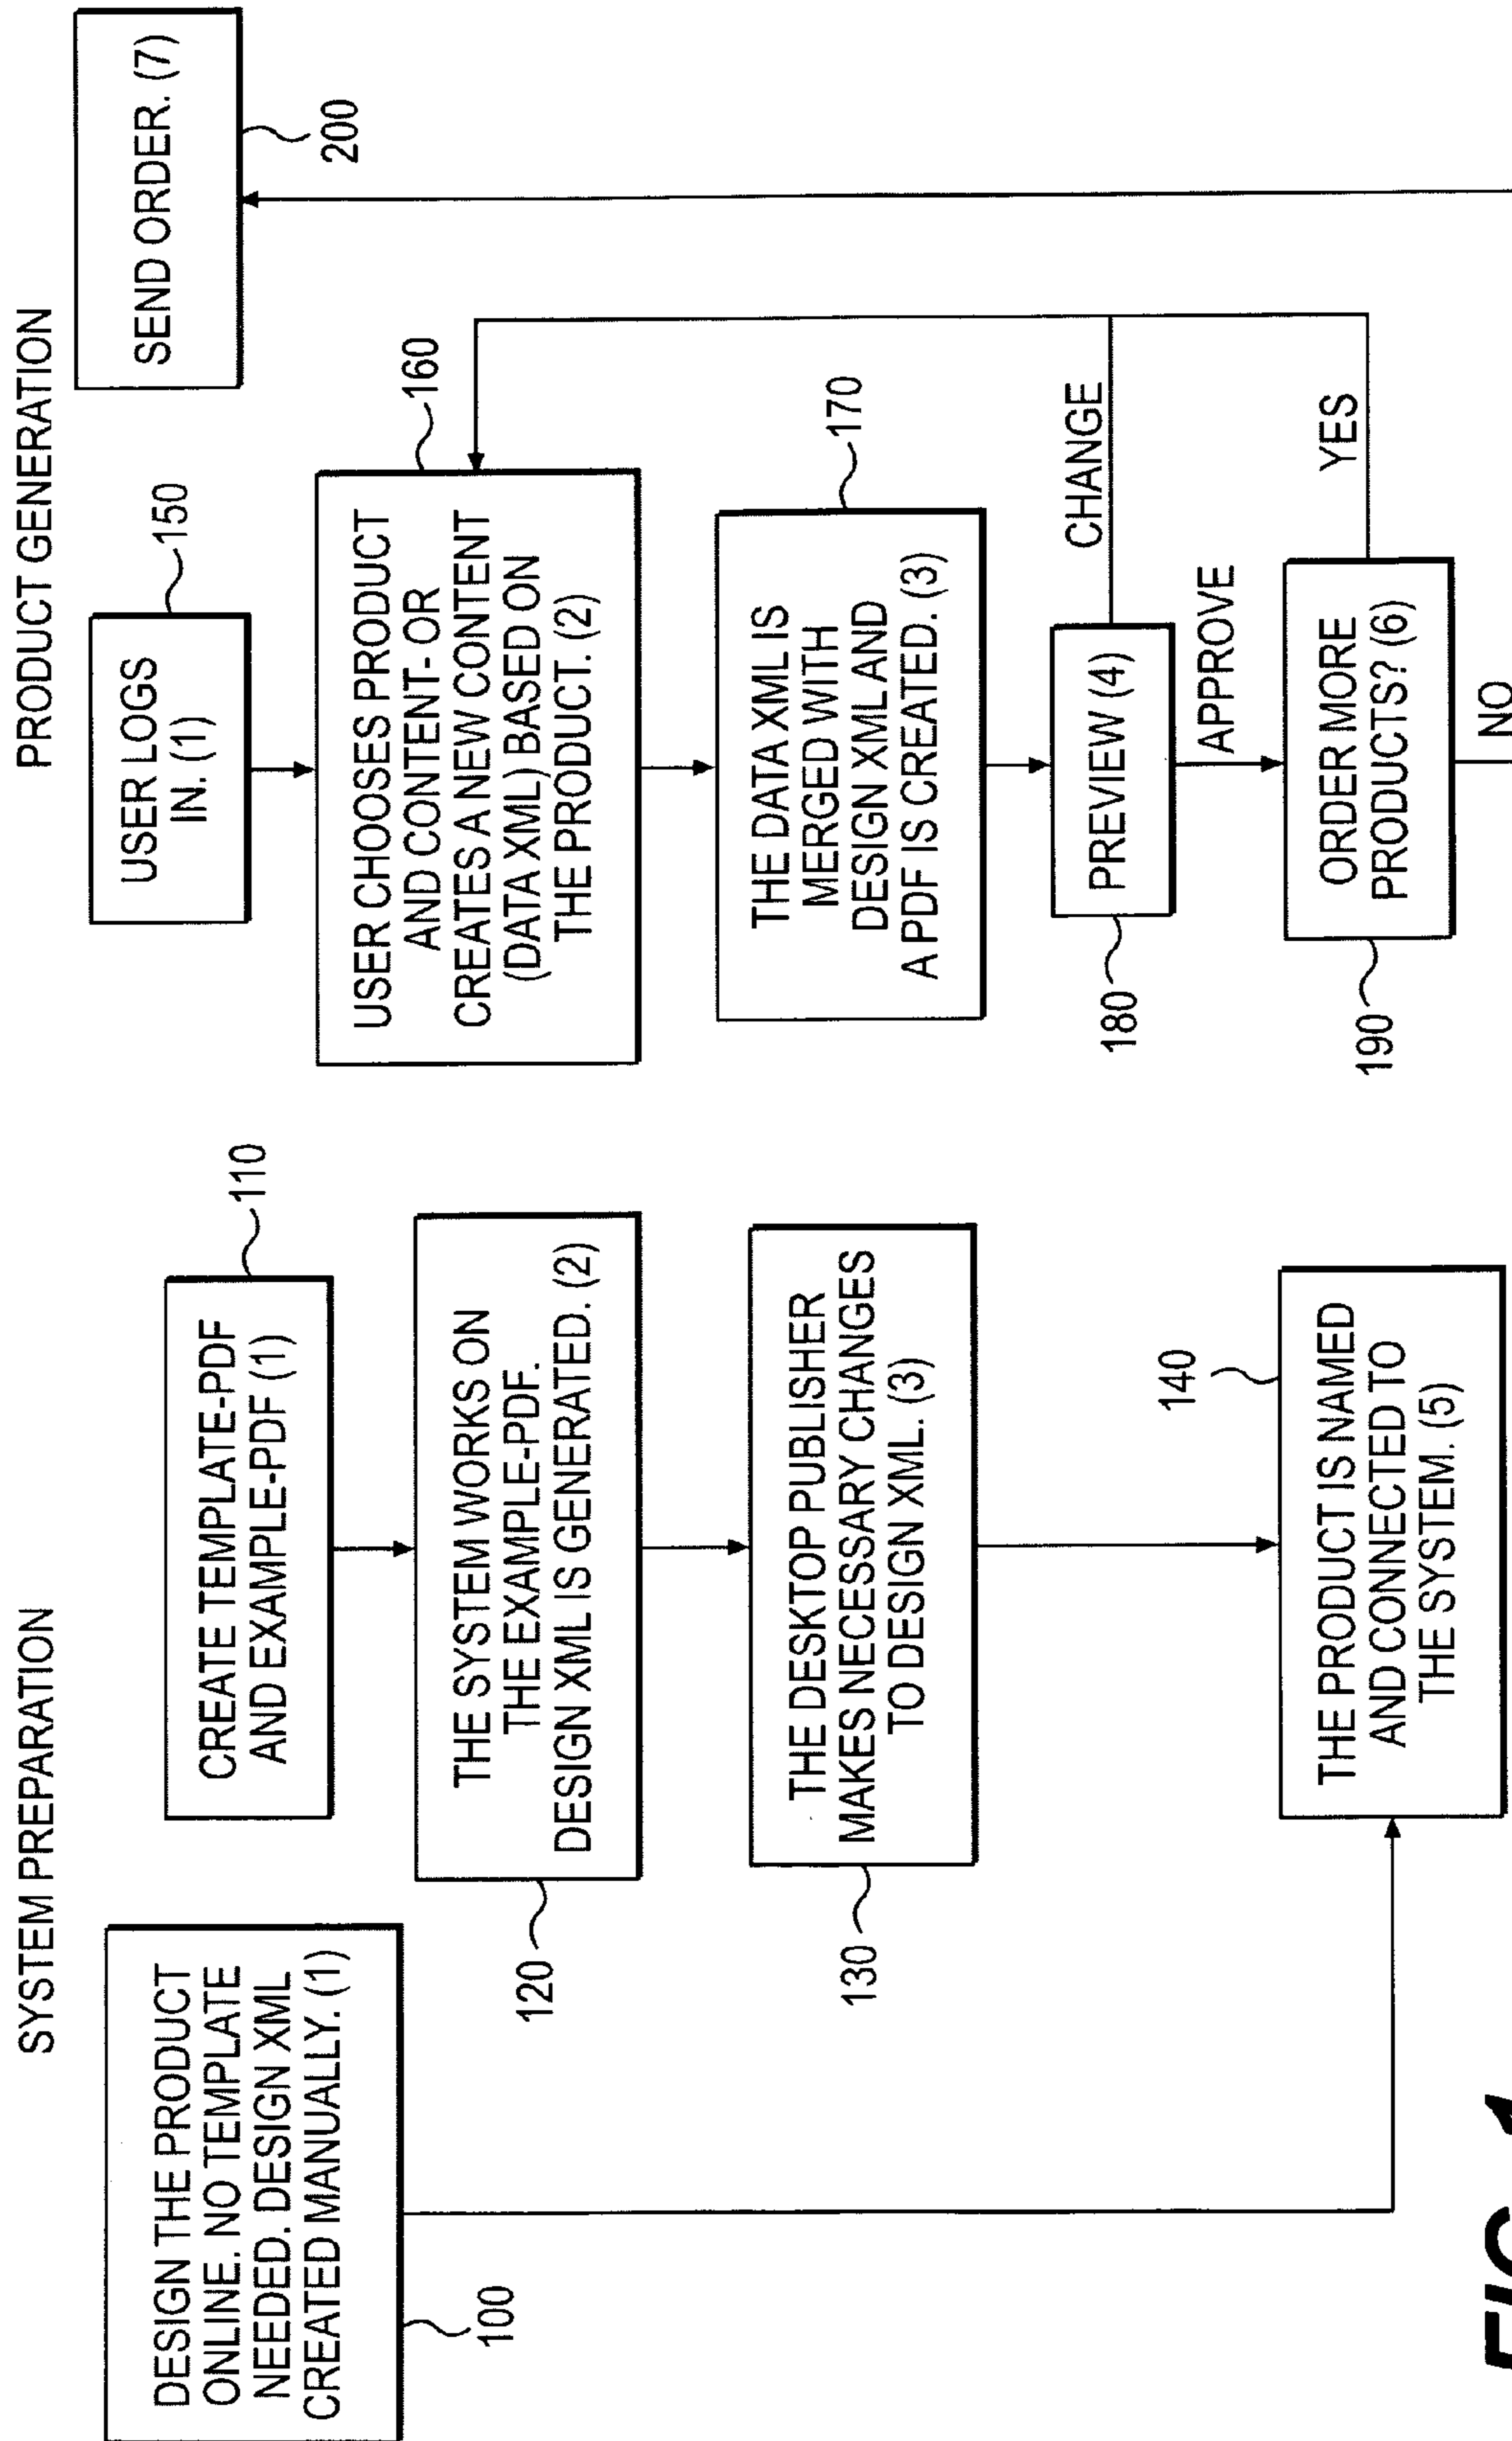 SYSTEM PREPARATION
DESIGN THE PRODUCT
ONLINE. NO TEMPLATE
NEEDED. DESIGN XML
CREATED MANUALLY. (1)
100
CREATE TEMPLATE-PDF
AND EXAMPLE-PDF (1)
110
THE SYSTEM WORKS ON
THE EXAMPLE-PDF.
DESIGN XML IS GENERATED. (2)
120
THE DESKTOP PUBLISHER
MAKES NECESSARY CHANGES
TO DESIGN XML. (3)
130
140
THE PRODUCT IS NAMED
AND CONNECTED TO
THE SYSTEM. (5)
PRODUCT GENERATION
USER LOGS
IN. (1)
150
USER CHOOSES PRODUCT
AND CONTENT- OR
CREATES A NEW CONTENT
(DATA XML) BASED ON
THE PRODUCT. (2)
160
THE DATA XML IS
MERGED WITH
DESIGN XML AND
A PDF IS CREATED. (3)
170
PREVIEW (4)
180
CHANGE
APPROVE
ORDER MORE
PRODUCTS? (6)
190
YES
NO
SEND ORDER. (7)
200
FIG. 1